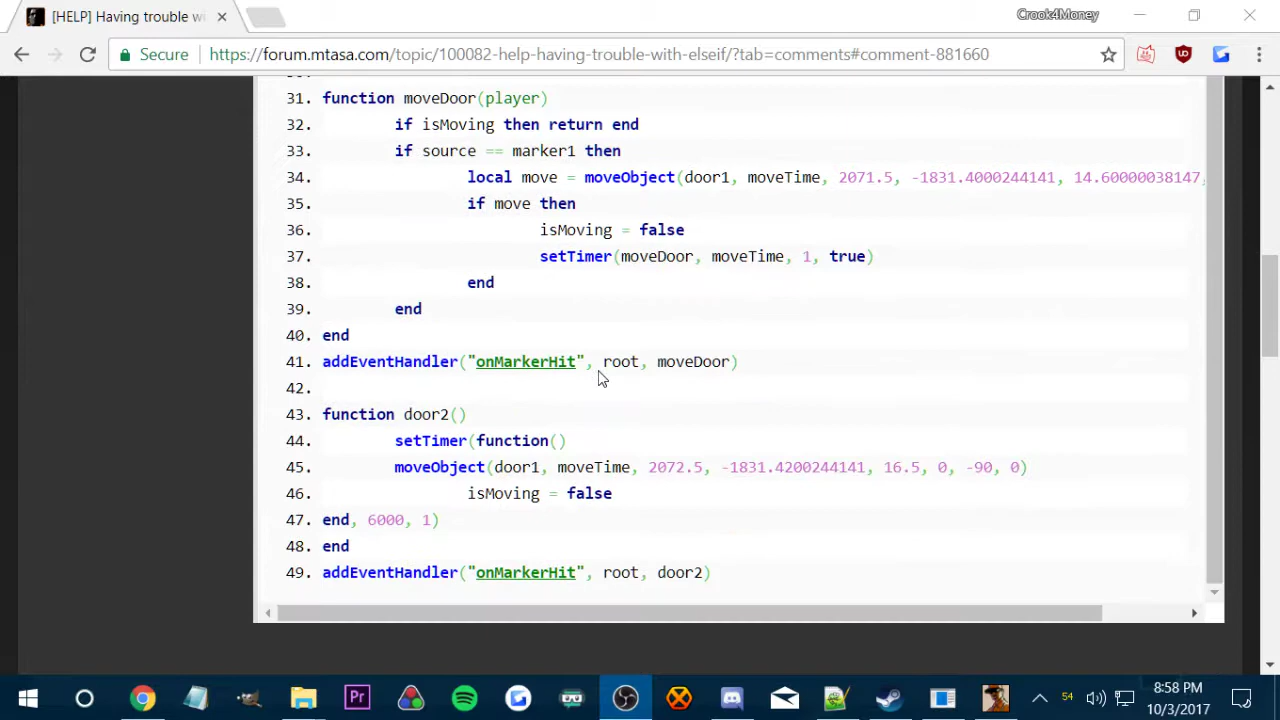 [HELP] Having trouble wi
Crook4Money
Secure
https://forum.mtasa.com/topic/100082-help-having-trouble-with-elseif/?tab=comments#comment-881660
31. function moveDoor(player)
32. if isMoving then return end
33. if source == marker1 then
34. local move = moveObject(door1, moveTime, 2071.5, -1831.4000244141, 14.60000038147,
35. if move then
36. isMoving = false
37. setTimer(moveDoor, moveTime, 1, true)
38. end
39. end
40. end
41. addEventHandler("onMarkerHit", root, moveDoor)
42.
43. function door2()
44. setTimer(function()
45. moveObject(door1, moveTime, 2072.5, -1831.4200244141, 16.5, 0, -90, 0)
46. isMoving = false
47. end, 6000, 1)
48. end
49. addEventHandler("onMarkerHit", root, door2)
Pr
54
8:58 PM
10/3/2017